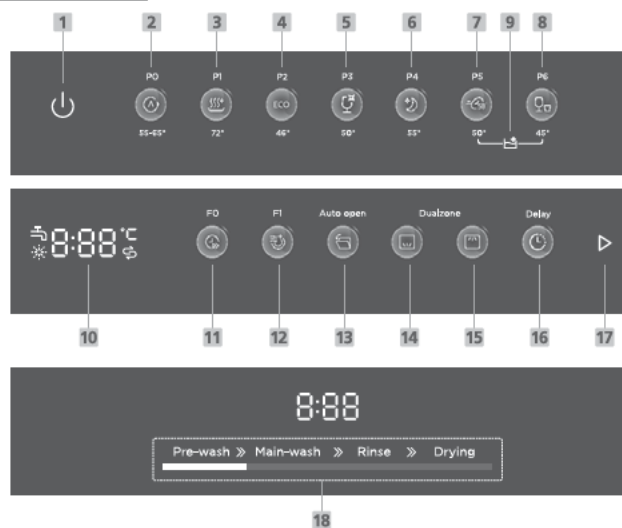 1 2 3 4 5 6 7 9 8
P0 P1 P2 P3 P4 P5 P6
ECO
55-65° 72° 46° 50° 55° 50° 45°
F0 F1 Auto open Dualzone Delay
8:88 °C
10 11 12 13 14 15 16 17
8:88
Pre-wash » Main-wash » Rinse » Drying
18